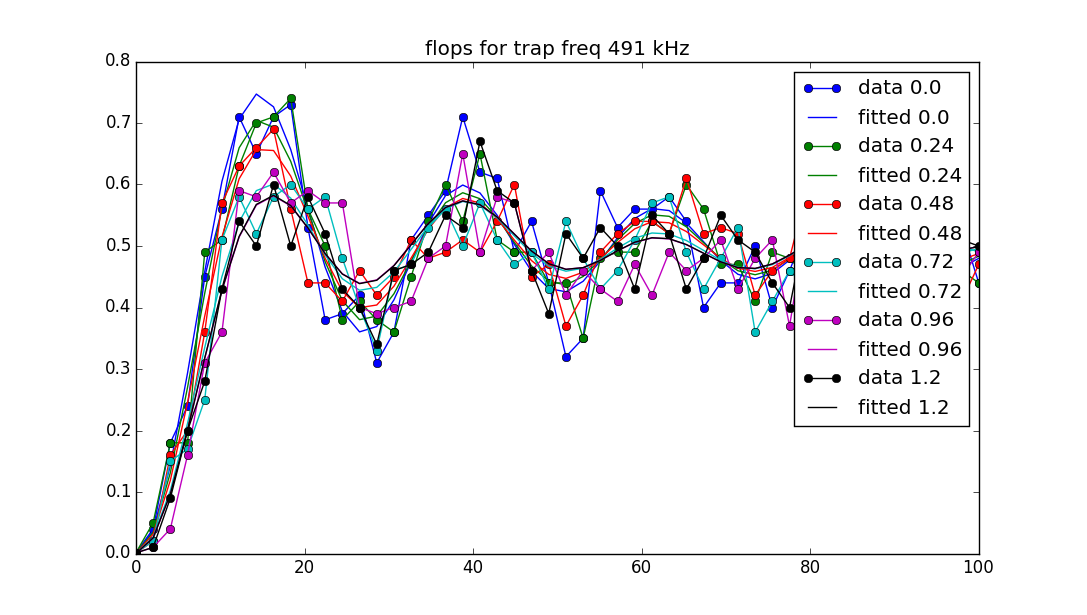 flops for trap freq 491 kHz
0.8
0.7
0.6
0.5
0.4
0.3
0.2
0.1
0.0
0
20
40
60
80
100
data 0.0
fitted 0.0
data 0.24
fitted 0.24
data 0.48
fitted 0.48
data 0.72
fitted 0.72
data 0.96
fitted 0.96
data 1.2
fitted 1.2